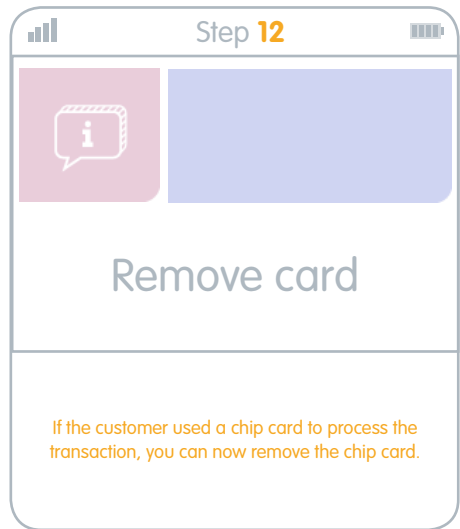 Step 12
Remove card
If the customer used a chip card to process the
transaction, you can now remove the chip card.